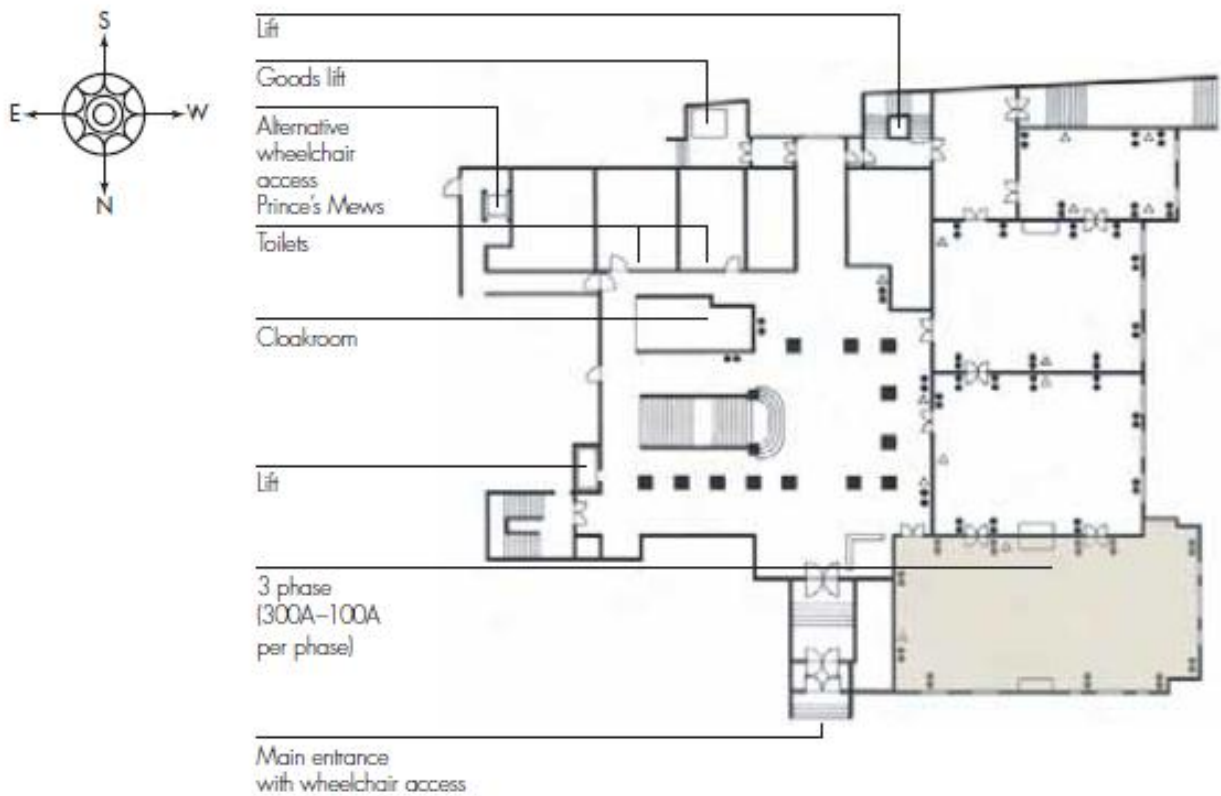 S
E
W
N
Lift
Goods lift
Alternative
wheelchair
access
Prince's Mews
Toilets
Cloakroom
Lift
3 phase
(300A–100A
per phase)
Main entrance
with wheelchair access